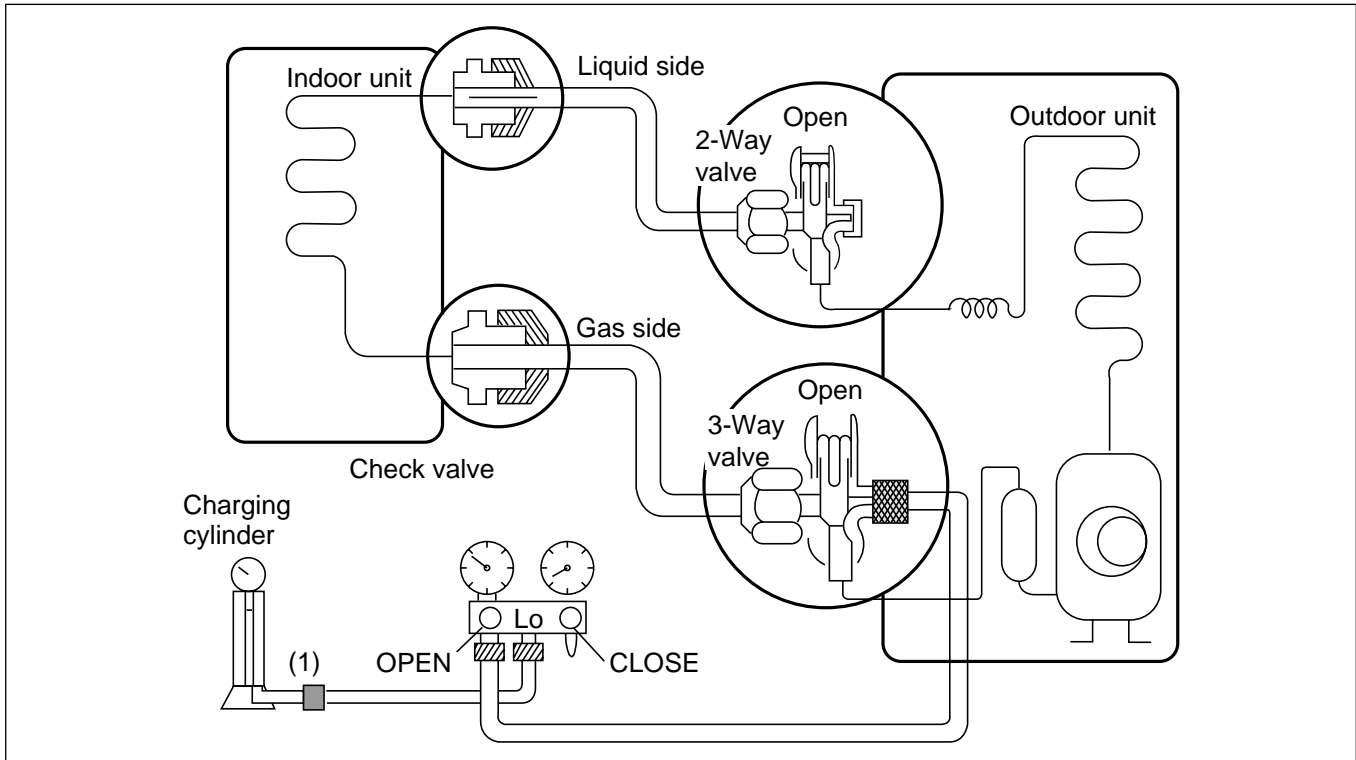 Indoor unit
Liquid side
2-Way
valve
Open
Outdoor unit
Gas side
3-Way
valve
Open
Check valve
Charging
cylinder
(1)
OPEN
Lo
CLOSE